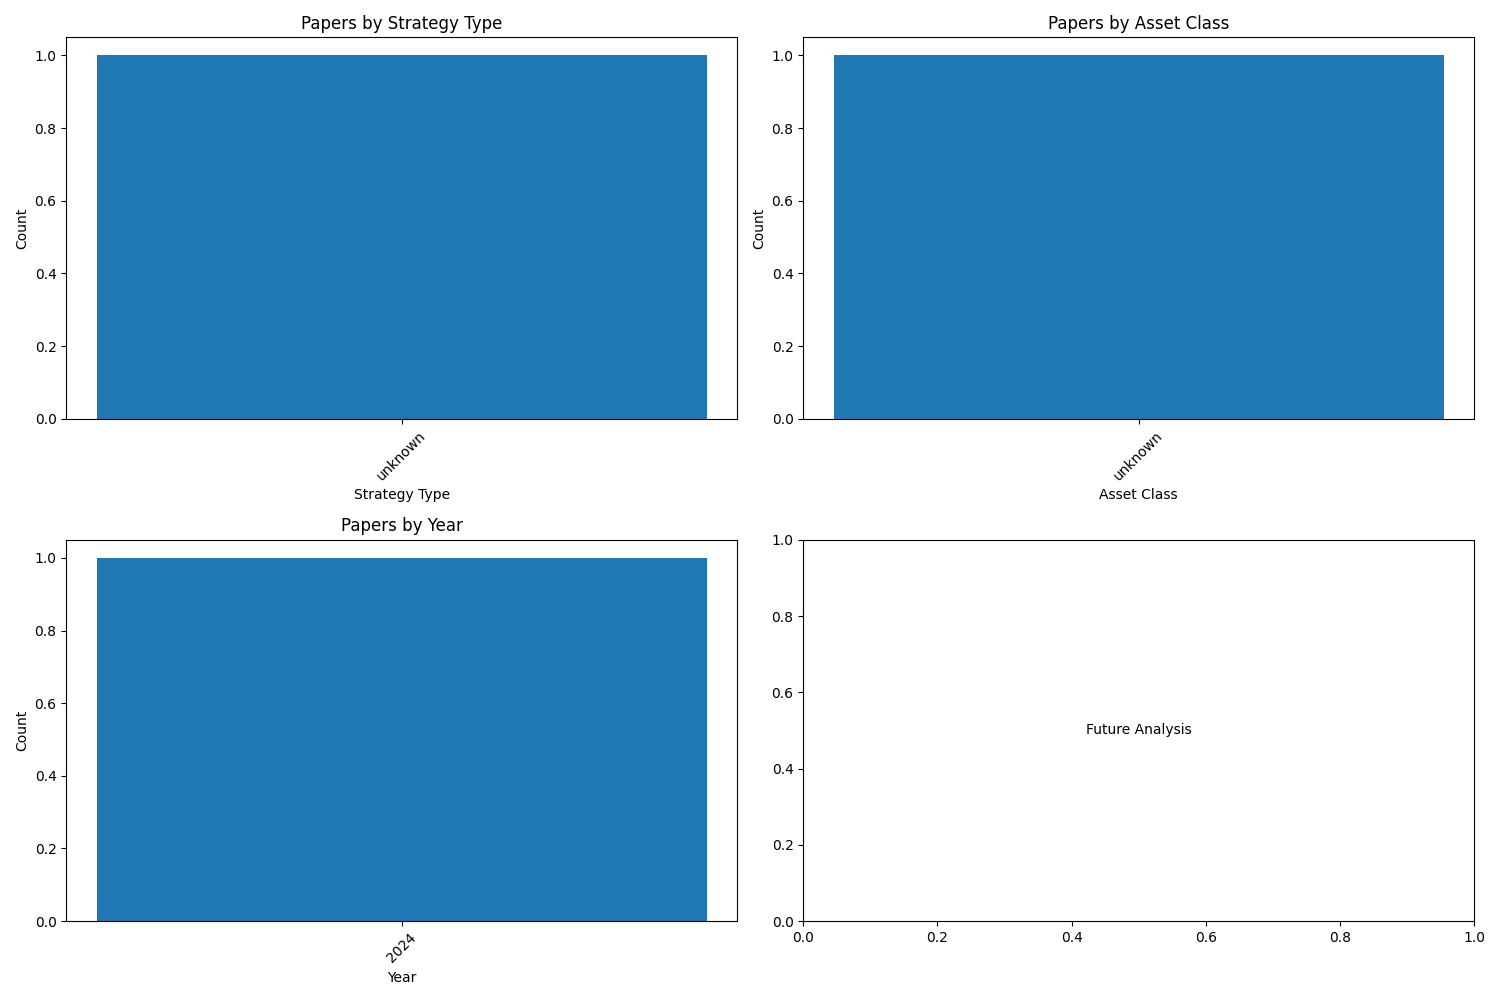 Papers by Strategy Type
Count
1.0
0.8
0.6
0.4
0.2
0.0
unknown
Strategy Type
Papers by Asset Class
Count
1.0
0.8
0.6
0.4
0.2
0.0
unknown
Asset Class
Papers by Year
Count
1.0
0.8
0.6
0.4
0.2
0.0
2024
Year
1.0
0.8
0.6
0.4
0.2
0.0
Future Analysis
0.0 0.2 0.4 0.6 0.8 1.0